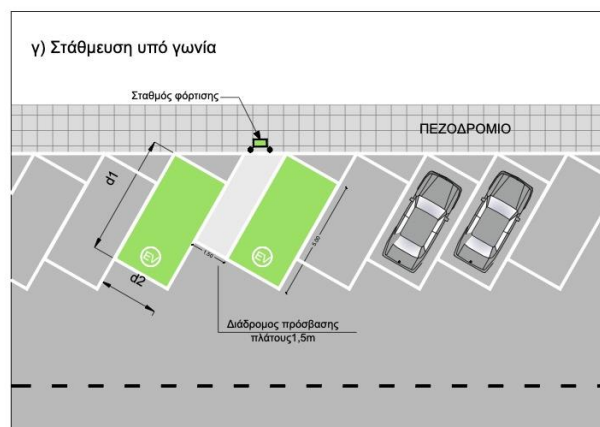 γ) Στάθμευση υπό γωνία
Σταθμός φόρτισης
ΠΕΖΟΔΡΟΜΙΟ
d1
5.00
EV
1.50
EV
d2
Διάδρομος πρόσβασης
πλάτους1,5m